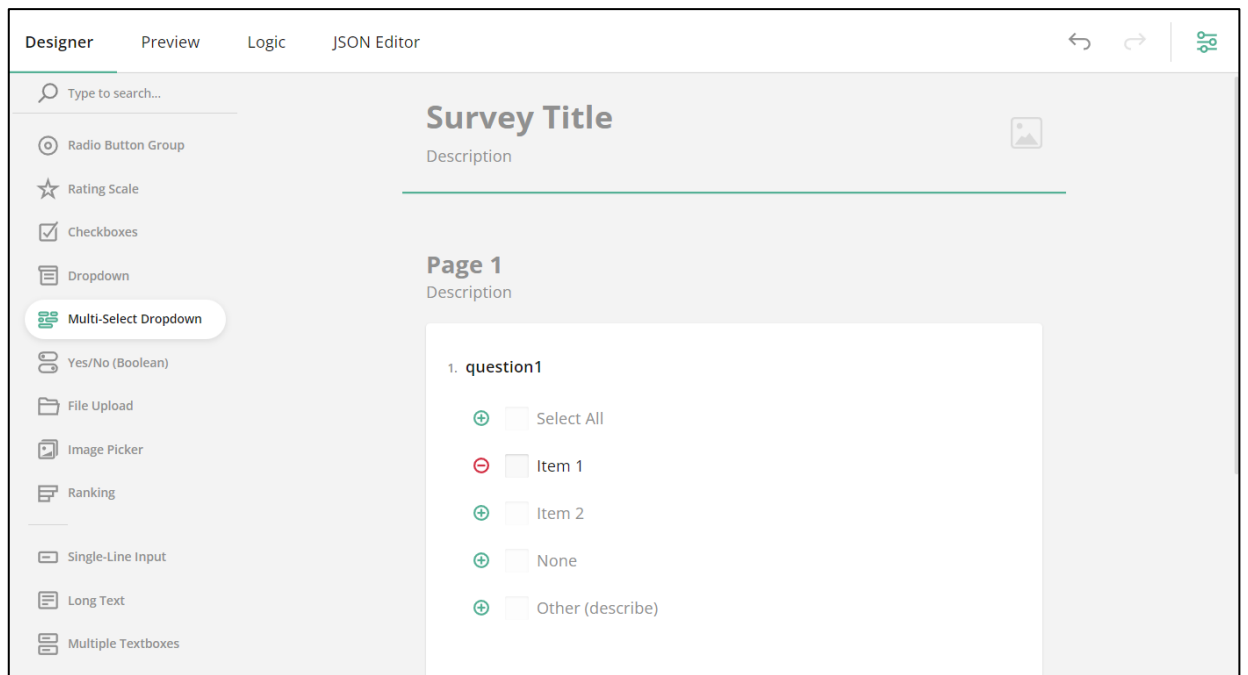 Designer Preview Logic JSON Editor
Type to search...
Radio Button Group
Rating Scale
Checkboxes
Dropdown
Multi-Select Dropdown
Yes/No (Boolean)
File Upload
Image Picker
Ranking
Single-Line Input
Long Text
Multiple Textboxes
Survey Title
Description
Page 1
Description
1. question1
Select All
Item 1
Item 2
None
Other (describe)